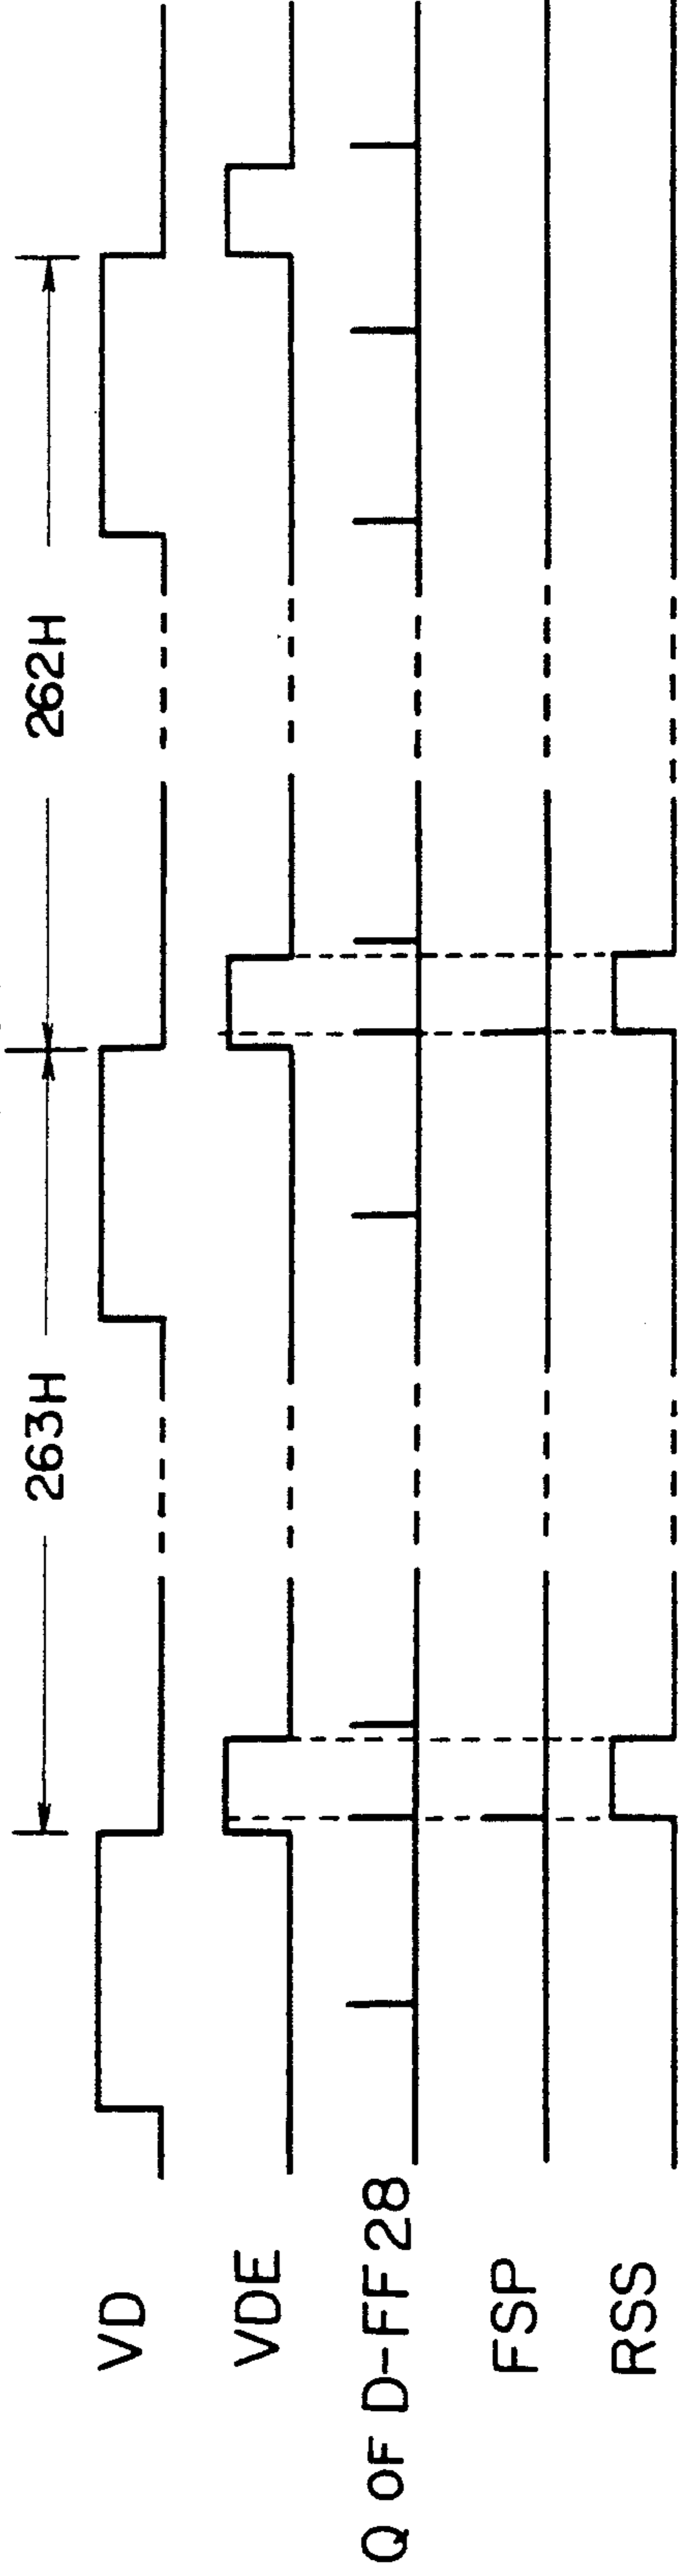 263H
262H
VD
VDE
Q OF D-FF 28
FSP
RSS